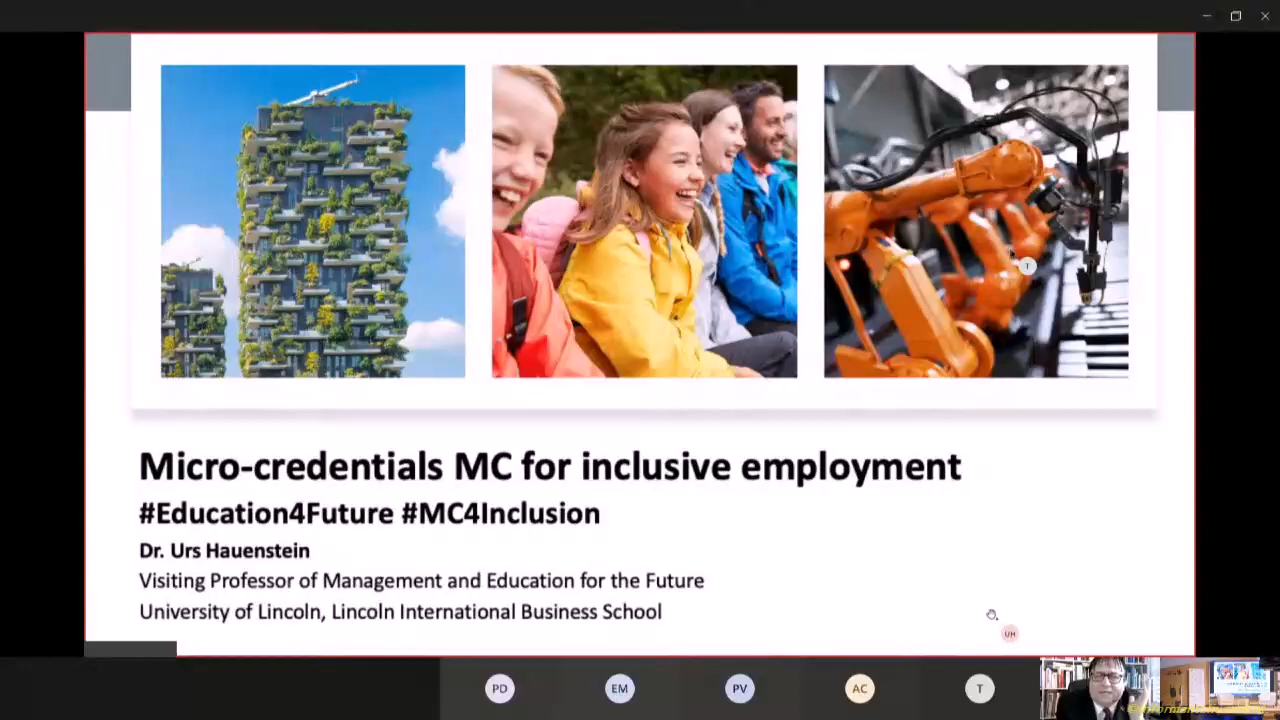 T
Micro-credentials MC for inclusive employment
#Education4Future #MC4Inclusion
Dr. Urs Hauenstein
Visiting Professor of Management and Education for the Future
University of Lincoln, Lincoln International Business School
UH
PD
EM
PV
AC
T